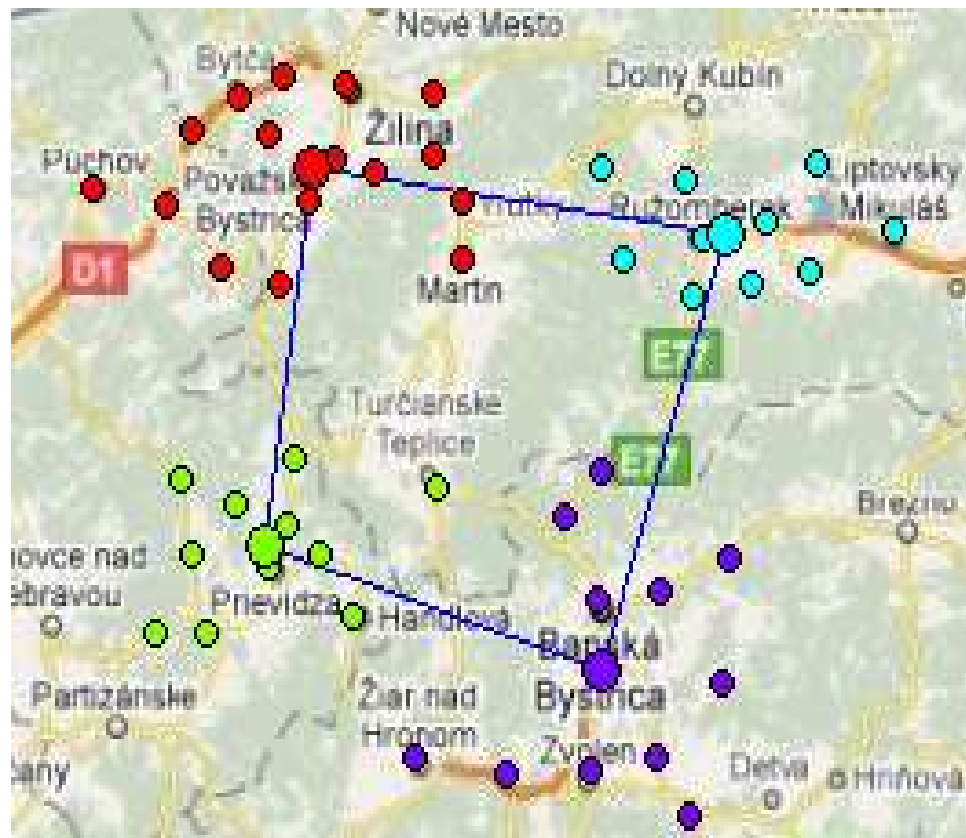 Nové Mesto
Bytča
Dolný Kubín
Žilina
Púchov
Považská
Bystrica
Vrútky
Ružomberok
Liptovský
Mikuláš
D1
Martin
E77
Turčianske
Teplice
E77
Brezno
ovce nad
ebravou
Prievidza
Handlová
Banská
Bystrica
Partizánske
Žiar nad
Hronom
Zvolen
Detva
Hriňová